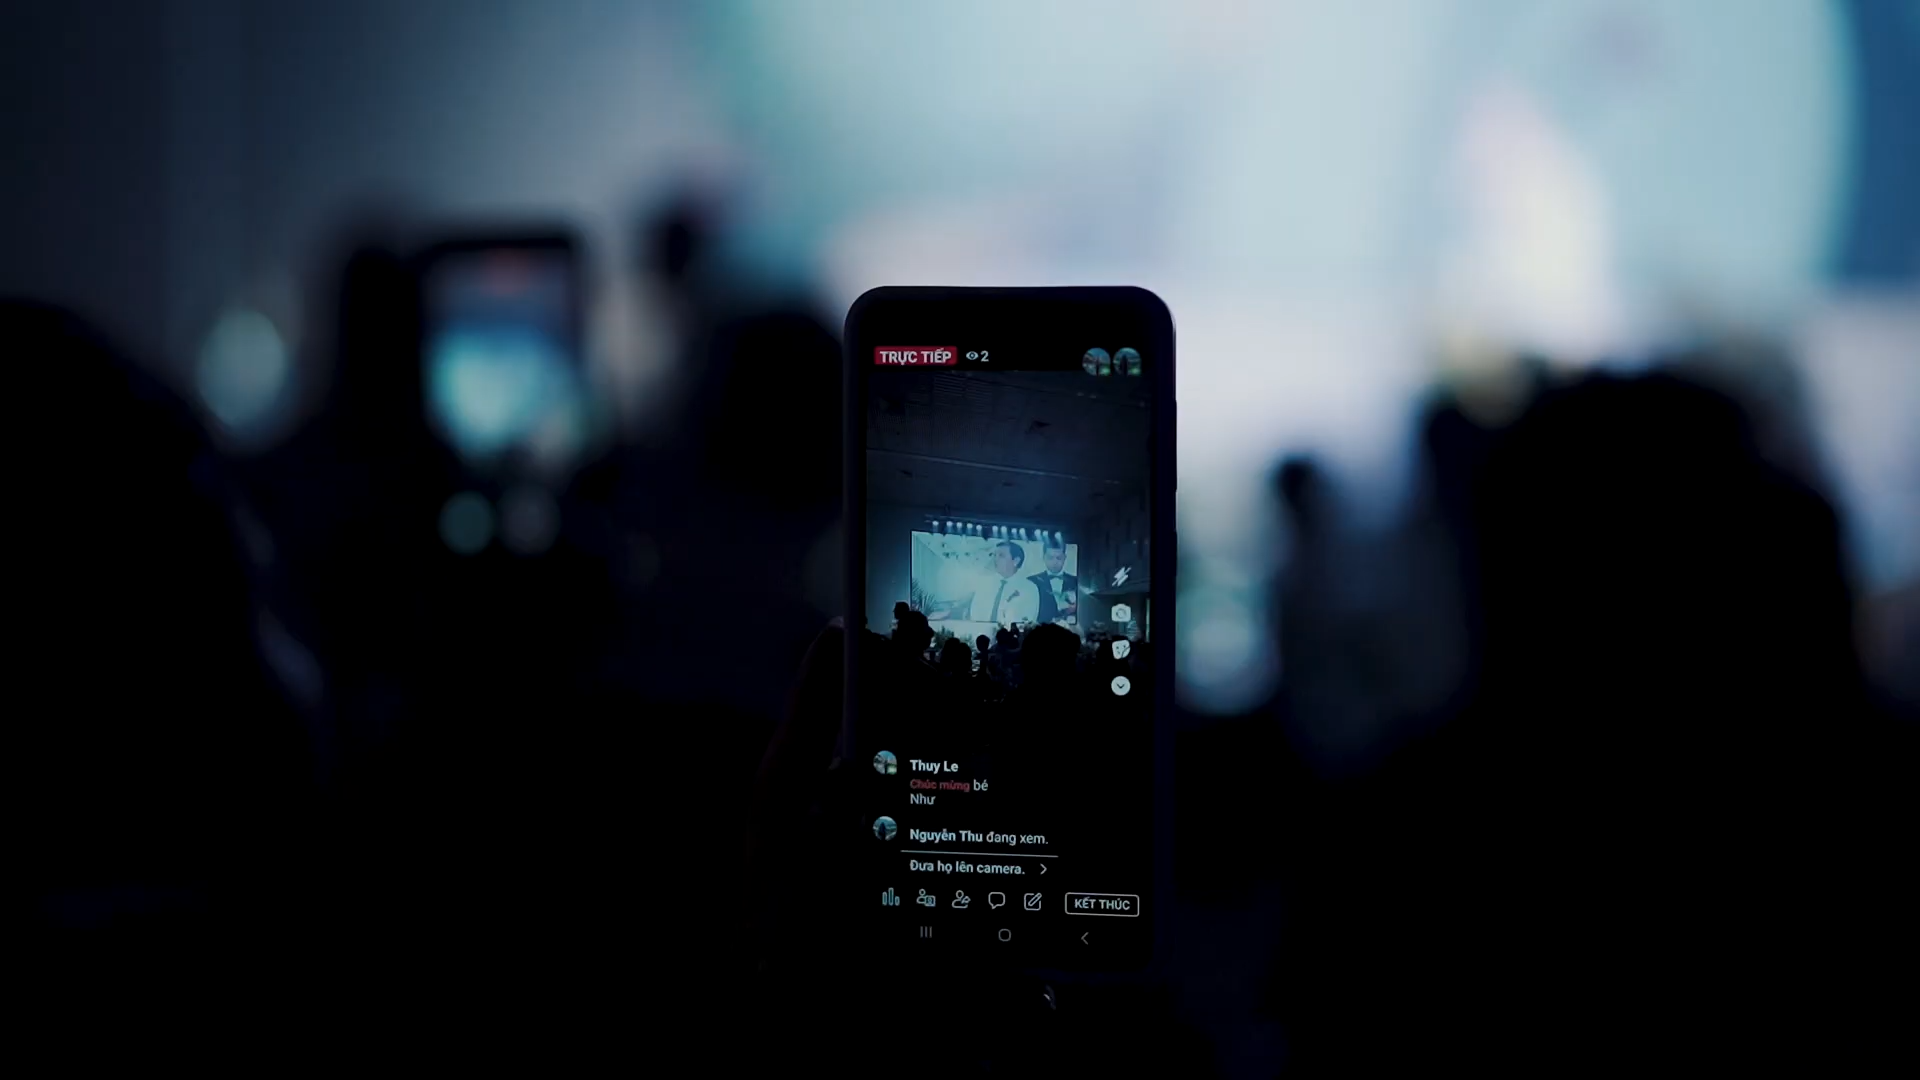 TRỰC TIẾP 2
Thuy Le
Chúc mừng bé
Như
Nguyễn Thu đang xem.
Đưa họ lên camera.
KẾT THÚC